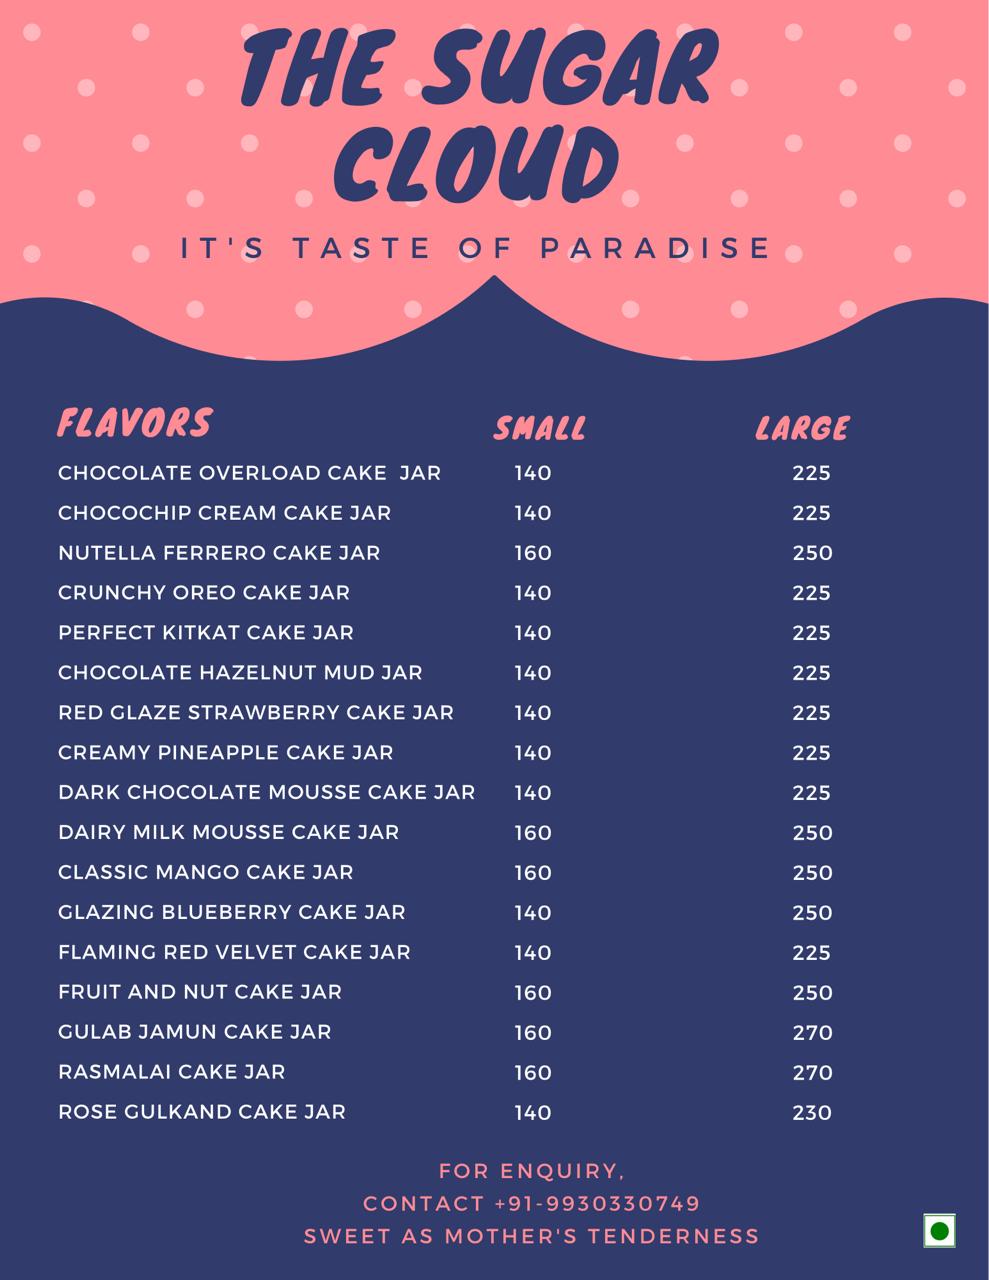 THE SUGAR
CLOUD
IT'S TASTE OF PARADISE
FLAVORS SMALL LARGE
CHOCOLATE OVERLOAD CAKE  JAR 140 225
CHOCOCHIP CREAM CAKE JAR 140 225
NUTELLA FERRERO CAKE JAR 160 250
CRUNCHY OREO CAKE JAR 140 225
PERFECT KITKAT CAKE JAR 140 225
CHOCOLATE HAZELNUT MUD JAR 140 225
RED GLAZE STRAWBERRY CAKE JAR 140 225
CREAMY PINEAPPLE CAKE JAR 140 225
DARK CHOCOLATE MOUSSE CAKE JAR 140 225
DAIRY MILK MOUSSE CAKE JAR 160 250
CLASSIC MANGO CAKE JAR 160 250
GLAZING BLUEBERRY CAKE JAR 140 250
FLAMING RED VELVET CAKE JAR 140 225
FRUIT AND NUT CAKE JAR 160 250
GULAB JAMUN CAKE JAR 160 270
RASMALAI CAKE JAR 160 270
ROSE GULKAND CAKE JAR 140 230
FOR ENQUIRY,
CONTACT +91-9930330749
SWEET AS MOTHER'S TENDERNESS